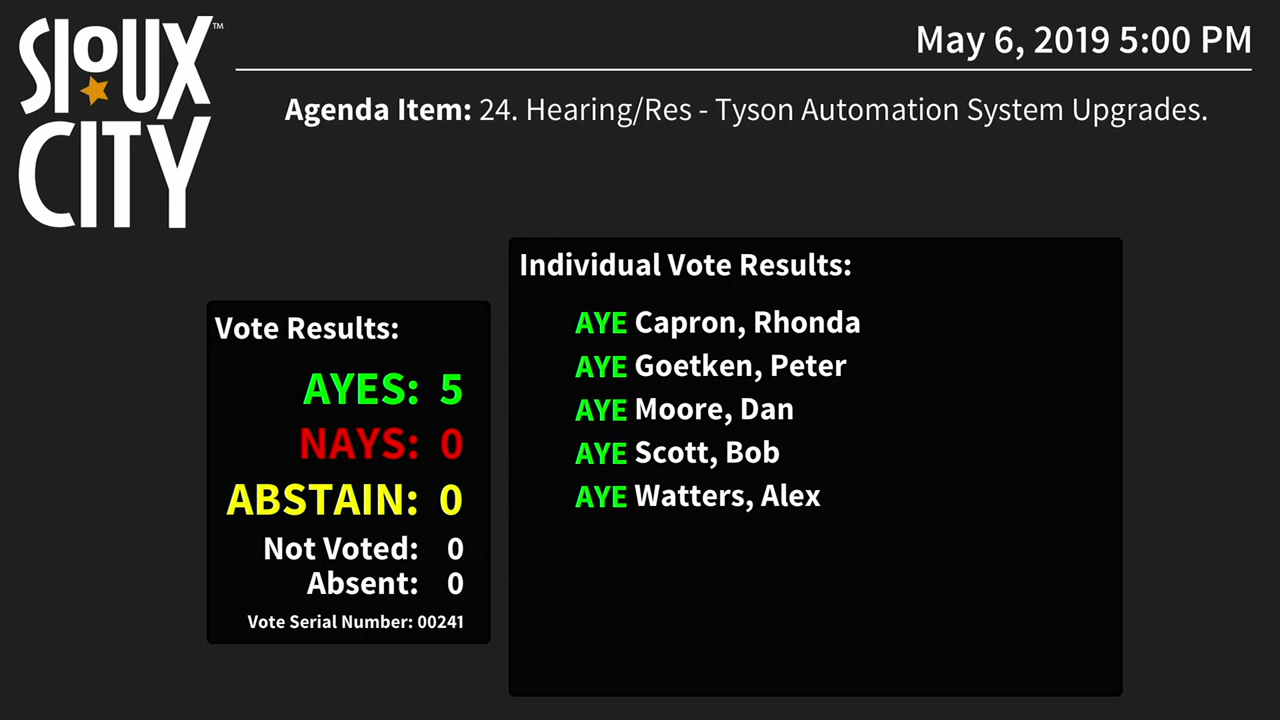 SIOUX™
CITY
May 6, 2019 5:00 PM
Agenda Item: 24. Hearing/Res - Tyson Automation System Upgrades.
Vote Results:
AYES: 5
NAYS: 0
ABSTAIN: 0
Not Voted: 0
Absent: 0
Vote Serial Number: 00241
Individual Vote Results:
AYE Capron, Rhonda
AYE Goetken, Peter
AYE Moore, Dan
AYE Scott, Bob
AYE Watters, Alex